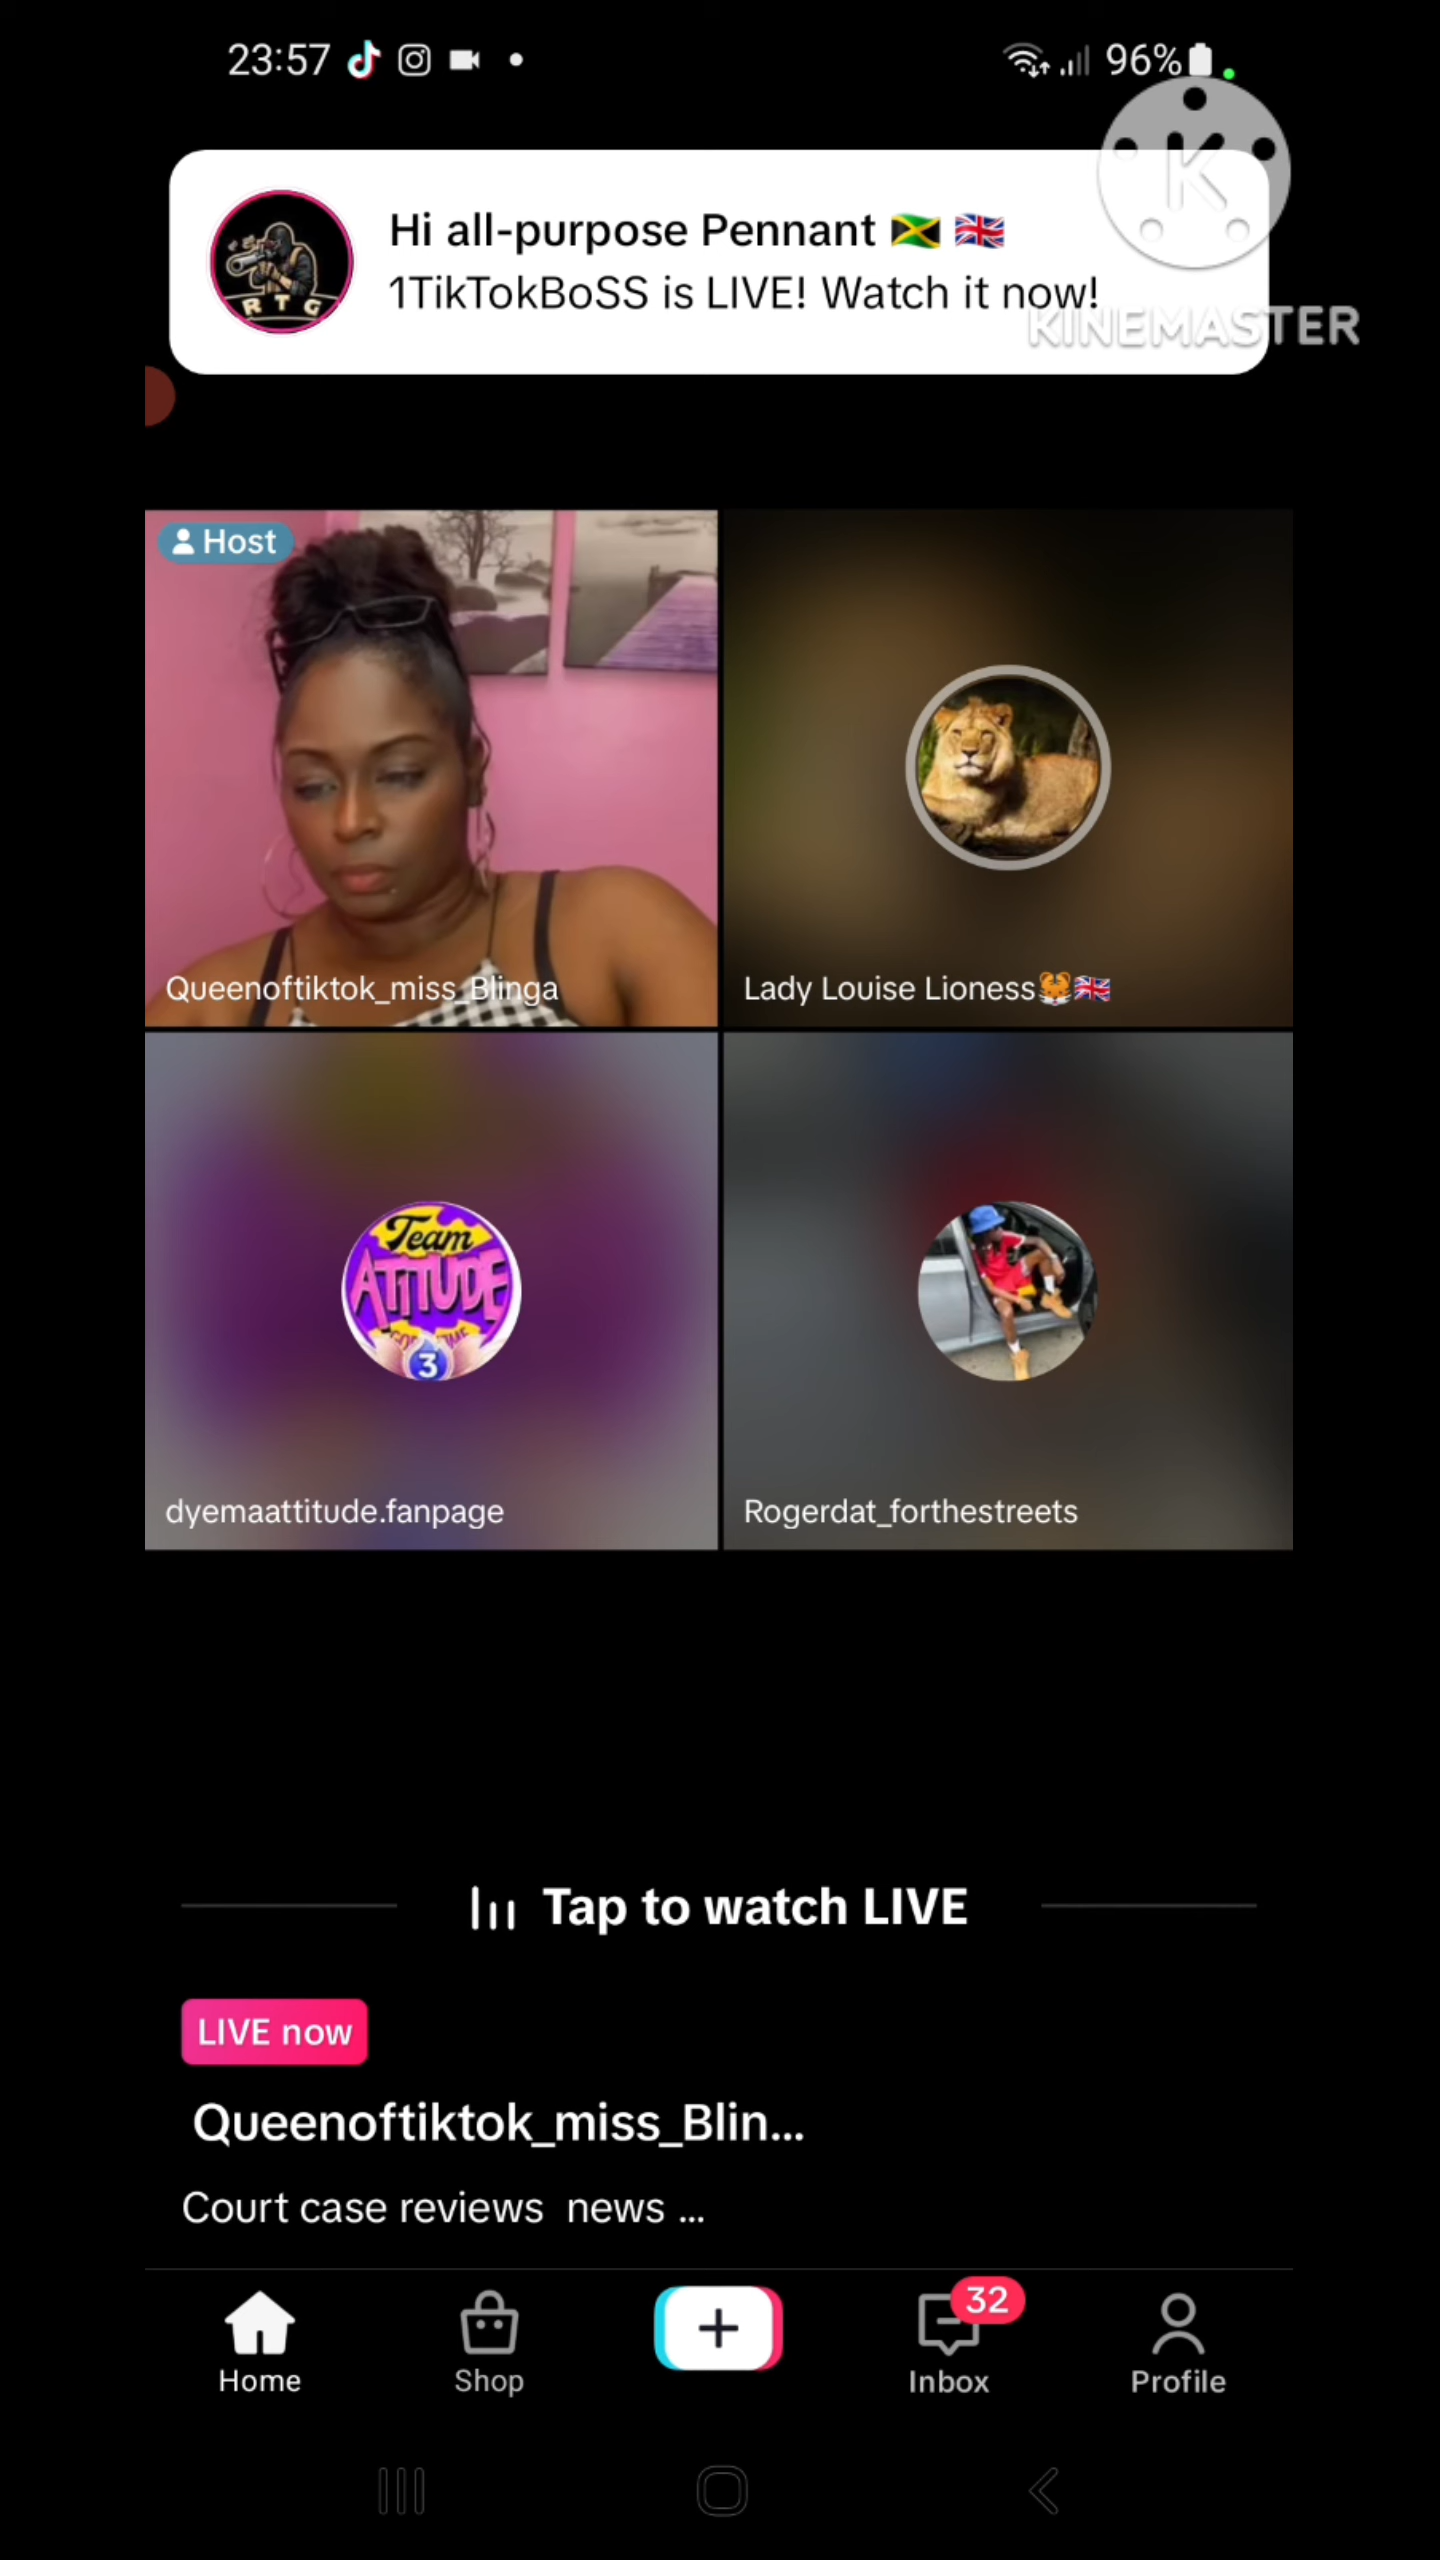 23:57
96%
Hi all-purpose Pennant 🇯🇲 🇬🇧
1TikTokBoSS is LIVE! Watch it now!
RTG
K
KINEMASTER
Host
Queenoftiktok_miss_Blinga
Lady Louise Lioness🐯🇬🇧
Team
ATITUDE
3
dyemaattitude.fanpage
Rogerdat_forthestreets
Tap to watch LIVE
LIVE now
Queenoftiktok_miss_Blin...
Court case reviews  news ...
+
32
Home
Shop
Inbox
Profile